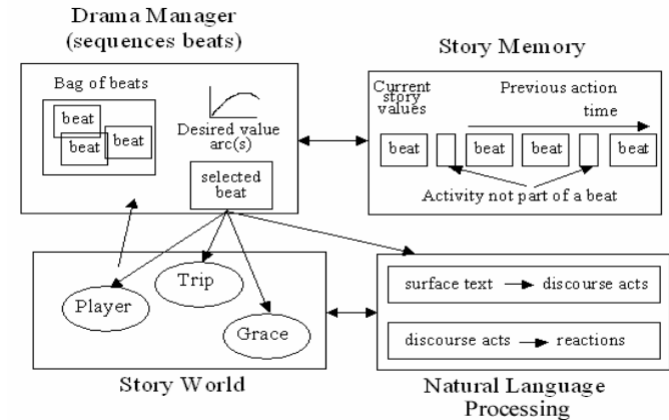 Drama Manager
(sequences beats)
Bag of beats
beat
beat
beat
Desired value
arc(s)
selected
beat
Story Memory
Current
story
values
Previous action
time
beat
beat
beat
beat
Activity not part of a beat
Player
Trip
Grace
Story World
surface text
discourse acts
discourse acts
reactions
Natural Language
Processing